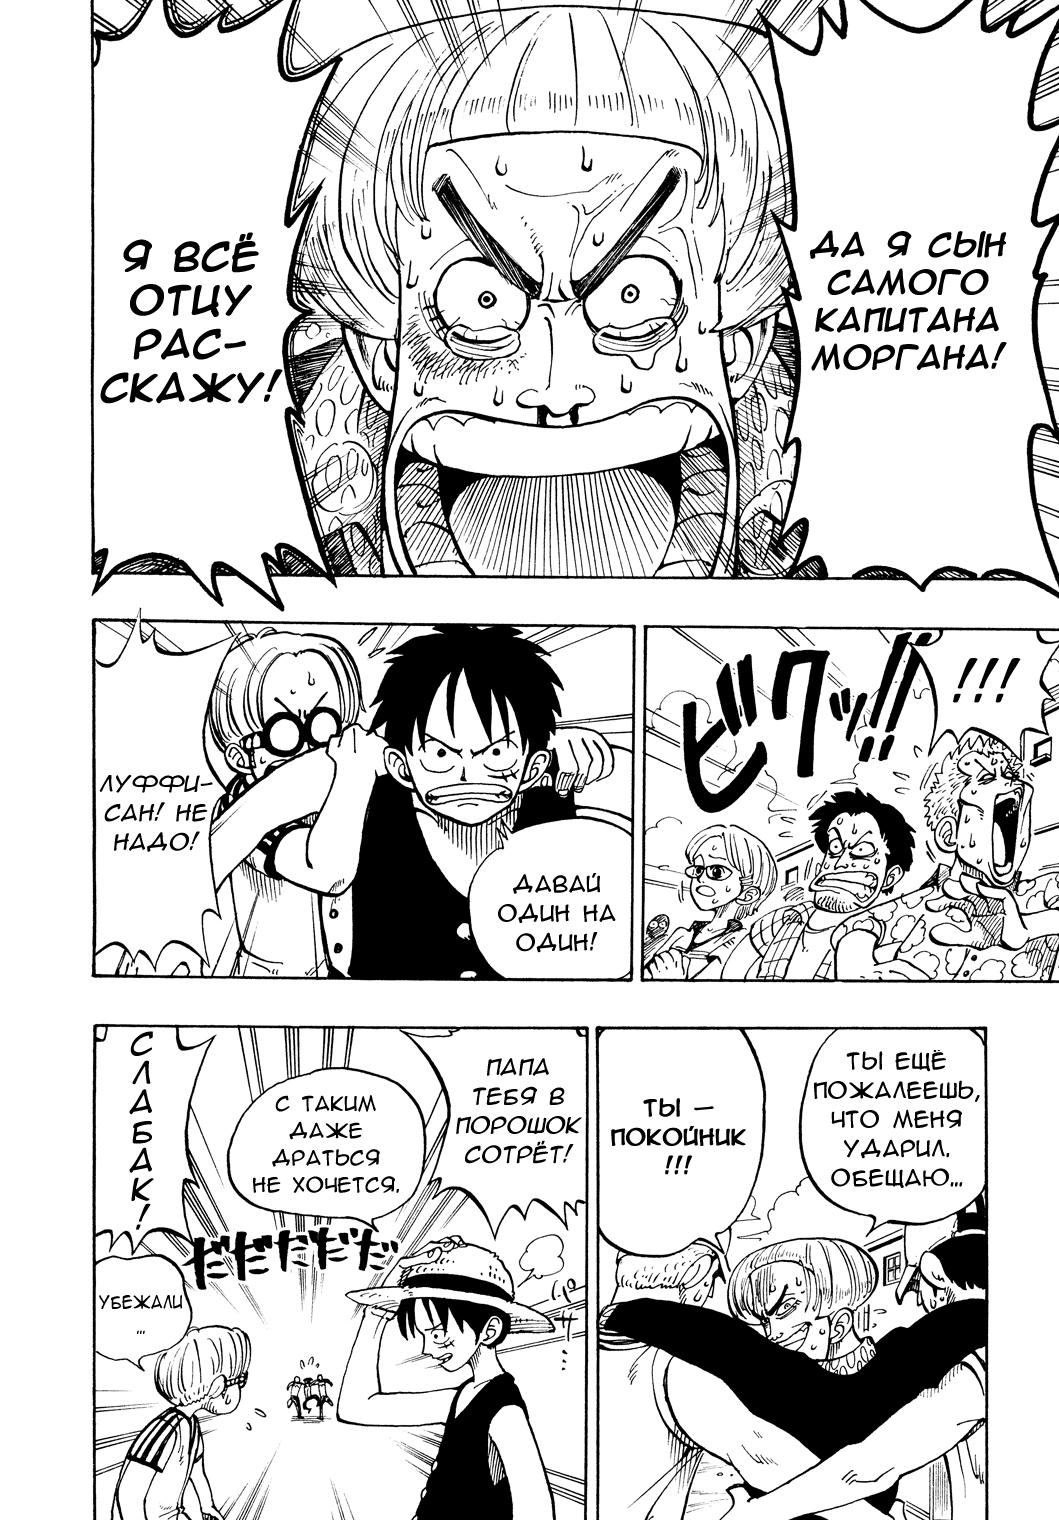 ДА Я СЫН
САМОГО
КАПИТАНА
МОРГАНА!
Я ВСЁ
ОТЦУ
РАС-
СКАЖУ!
!!!
ビクッ!!
ДАВАЙ
ОДИН НА
ОДИН!
ЛУФФИ-
САН! НЕ
НАДО!
ТЫ ЕЩЁ
ПОЖАЛЕЕШЬ,
ЧТО МЕНЯ
УДАРИЛ.
ОБЕЩАЮ...
ТЫ –
ПОКОЙНИК
!!!
ПАПА
ТЕБЯ В
ПОРОШОК
СОТРЁТ!
С ТАКИМ
ДАЖЕ
ДРАТЬСЯ
НЕ ХОЧЕТСЯ.
СЛАБАК!
だだだだだ
УБЕЖАЛИ
...